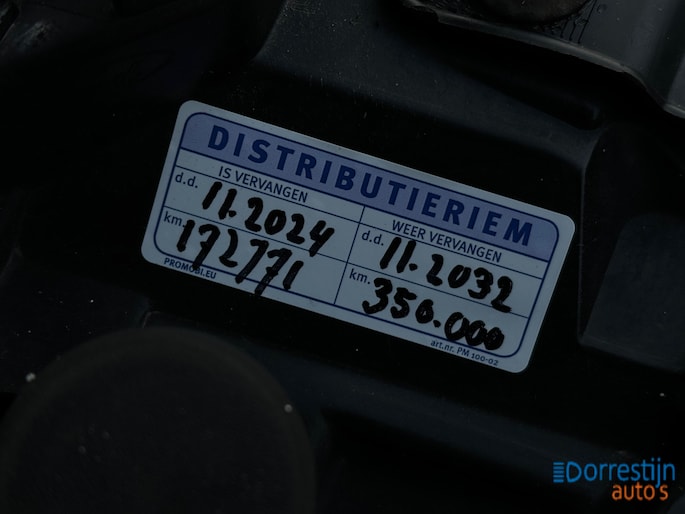 DISTRIBUTIERIEM
IS VERVANGEN
d.d. 11.2024
km. 172771
WEER VERVANGEN
d.d. 11.2032
km. 350.000
PROMOBI.EU
art.nr. PM 100-02
Dorrestijn
auto's